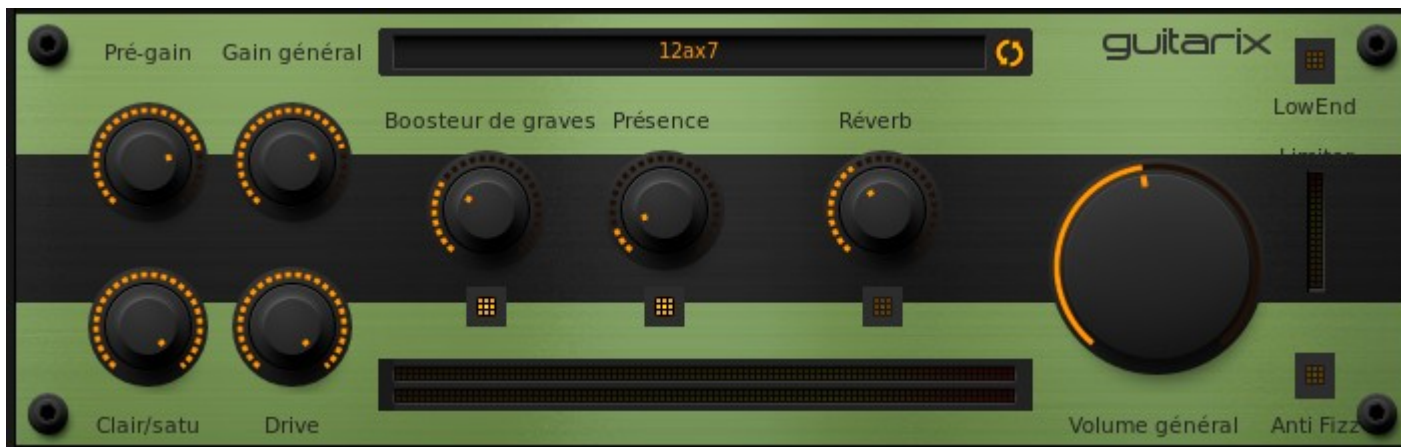 Pré-gain
Gain général
12ax7
guitarix
LowEnd
Boosteur de graves
Présence
Réverb
Limiter
Clair/satu
Drive
Volume général
Anti Fizz